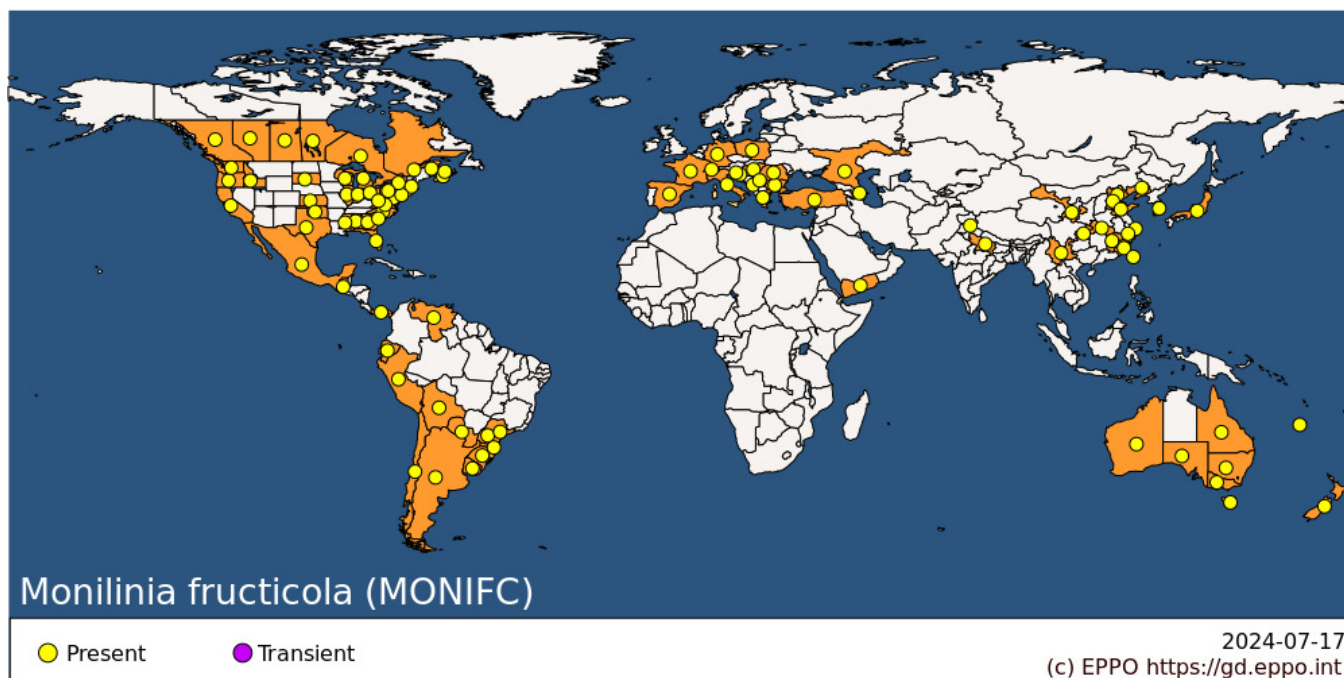 Monilinia fructicola (MONIFC)
Present
Transient
2024-07-17
(c) EPPO https://gd.eppo.int